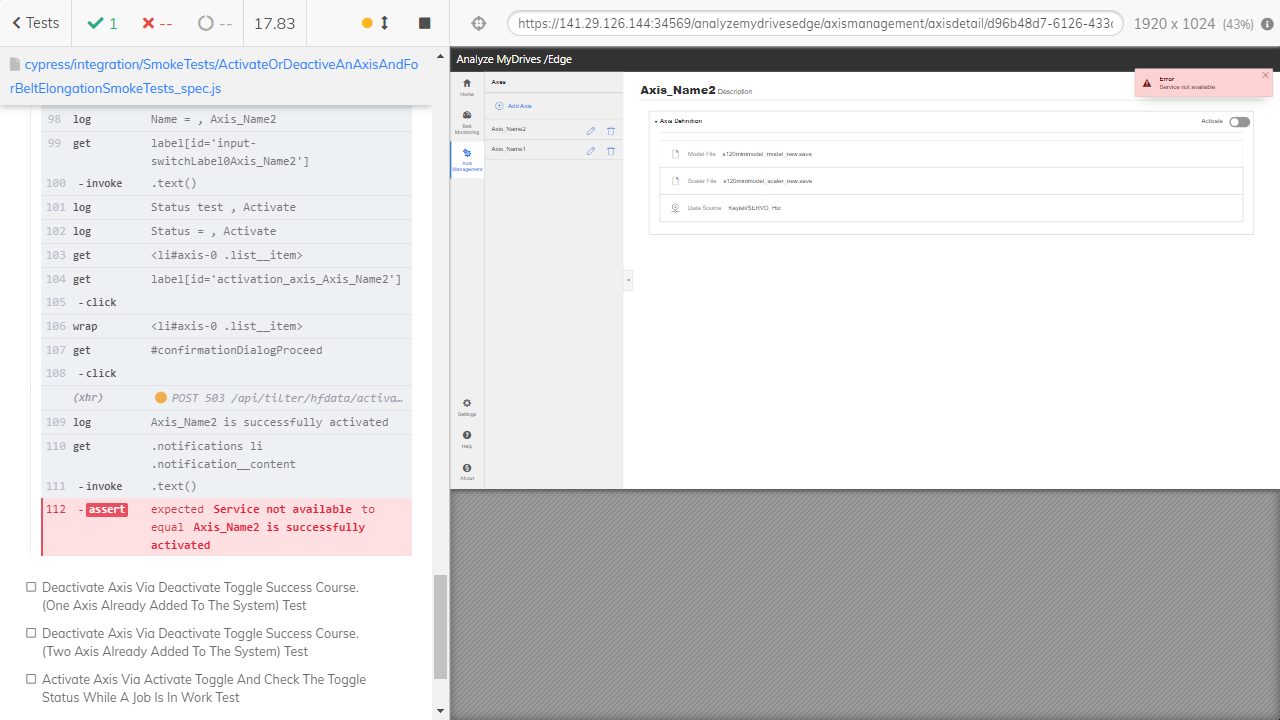 Tests
1
--
--
17.83
https://141.29.126.144:34569/analyzemydrivesedge/axismanagement/axisdetail/d96b48d7-6126-433c
1920 x 1024 (43%)
cypress/integration/SmokeTests/ActivateOrDeactiveAnAxisAndFo
rBeltElongationSmokeTests_spec.js
98 log Name = , Axis_Name2
99 get label[id='input-
switchLabel0Axis_Name2']
100 - invoke .text()
101 log Status test , Activate
102 log Status = , Activate
103 get <li#axis-0 .list__item>
104 get label[id='activation_axis_Axis_Name2']
105 - click
106 wrap <li#axis-0 .list__item>
107 get #confirmationDialogProceed
108 - click
(xhr) POST 503 /api/tilter/hfdata/activa…
109 log Axis_Name2 is successfully activated
110 get .notifications li
.notification__content
111 - invoke .text()
112 - assert expected Service not available to
equal Axis_Name2 is successfully
activated
Deactivate Axis Via Deactivate Toggle Success Course.
(One Axis Already Added To The System) Test
Deactivate Axis Via Deactivate Toggle Success Course.
(Two Axis Already Added To The System) Test
Activate Axis Via Activate Toggle And Check The Toggle
Status While A Job Is In Work Test
Analyze MyDrives /Edge
Home
Belt
Monitoring
Axis
Management
Settings
Help
About
Axes
Add Axis
Axis_Name2
Axis_Name1
Axis_Name2 Description
Error
Service not available
Axis Definition
Activate
Model File s120minimodel_model_new.save
Scaler File s120minimodel_scaler_new.save
Data Source